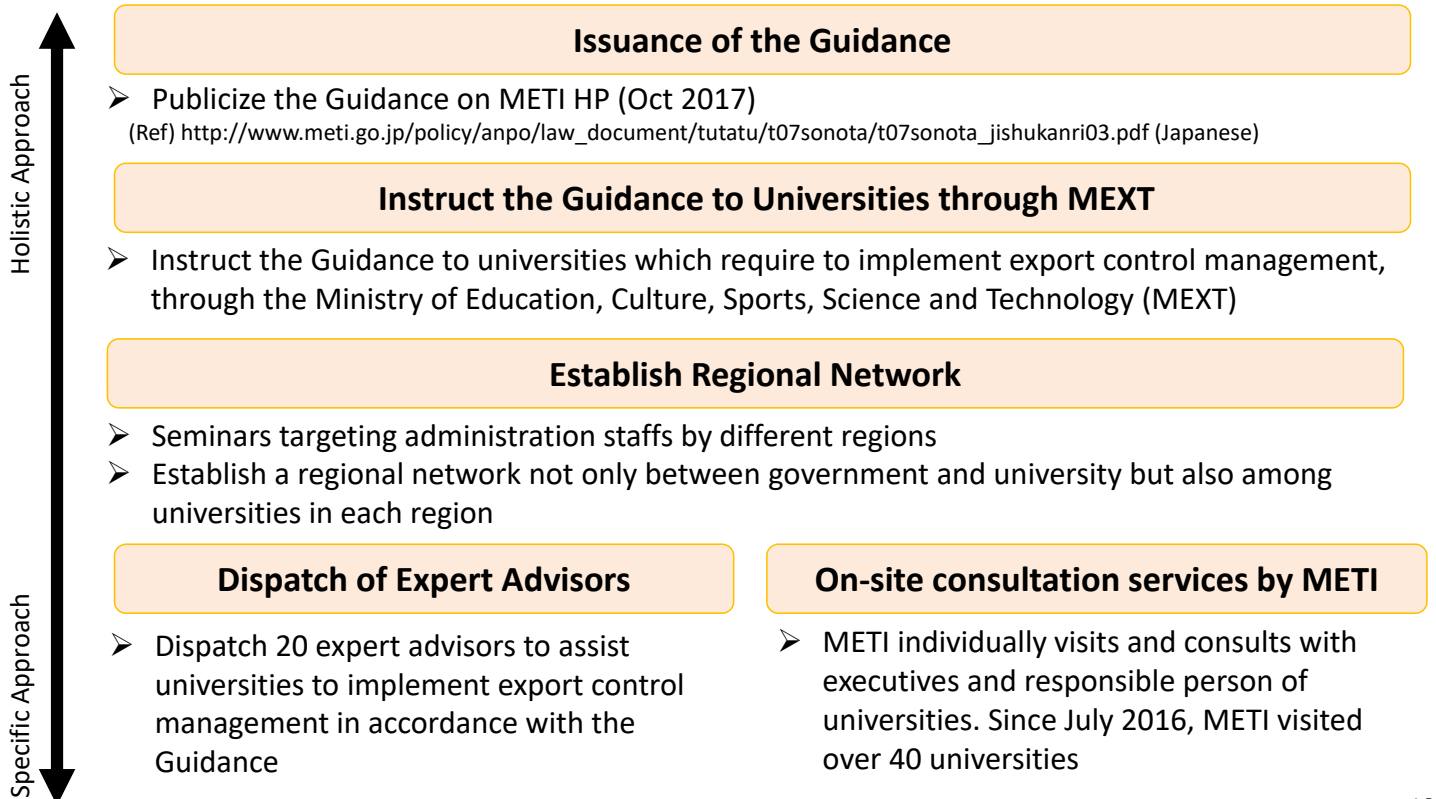 Holistic Approach
Issuance of the Guidance
➢ Publicize the Guidance on METI HP (Oct 2017)
(Ref) http://www.meti.go.jp/policy/anpo/law_document/tutatu/t07sonota/t07sonota_jishukanri03.pdf (Japanese)
Instruct the Guidance to Universities through MEXT
➢ Instruct the Guidance to universities which require to implement export control management,
through the Ministry of Education, Culture, Sports, Science and Technology (MEXT)
Establish Regional Network
➢ Seminars targeting administration staffs by different regions
➢ Establish a regional network not only between government and university but also among
universities in each region
Specific Approach
Dispatch of Expert Advisors
➢ Dispatch 20 expert advisors to assist
universities to implement export control
management in accordance with the
Guidance
On-site consultation services by METI
➢ METI individually visits and consults with
executives and responsible person of
universities. Since July 2016, METI visited
over 40 universities